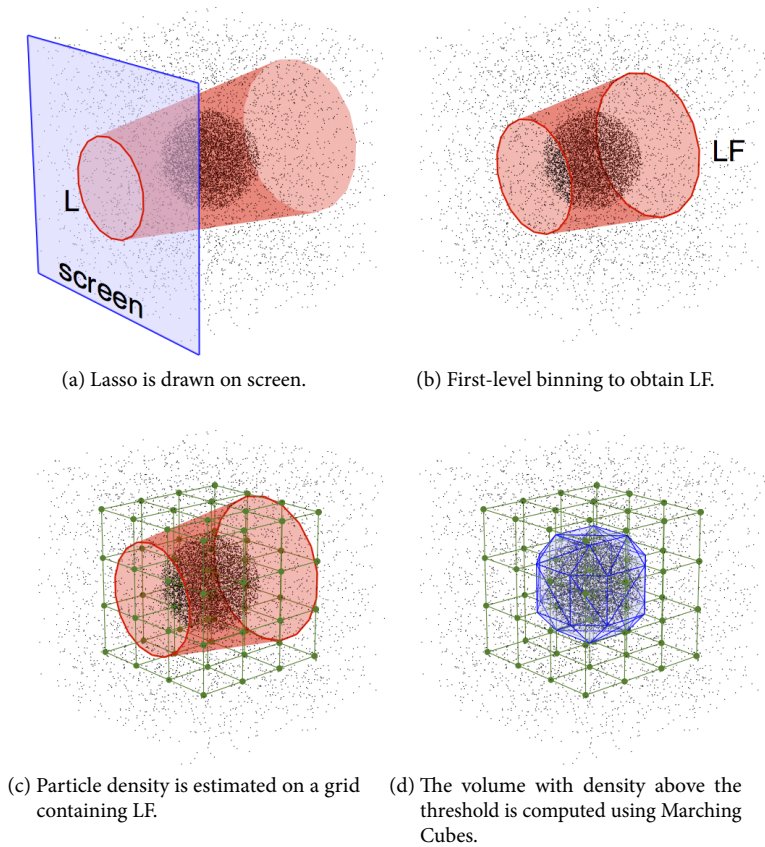 L
screen
LF
(a) Lasso is drawn on screen.
(b) First-level binning to obtain LF.
(c) Particle density is estimated on a grid
containing LF.
(d) The volume with density above the
threshold is computed using Marching
Cubes.